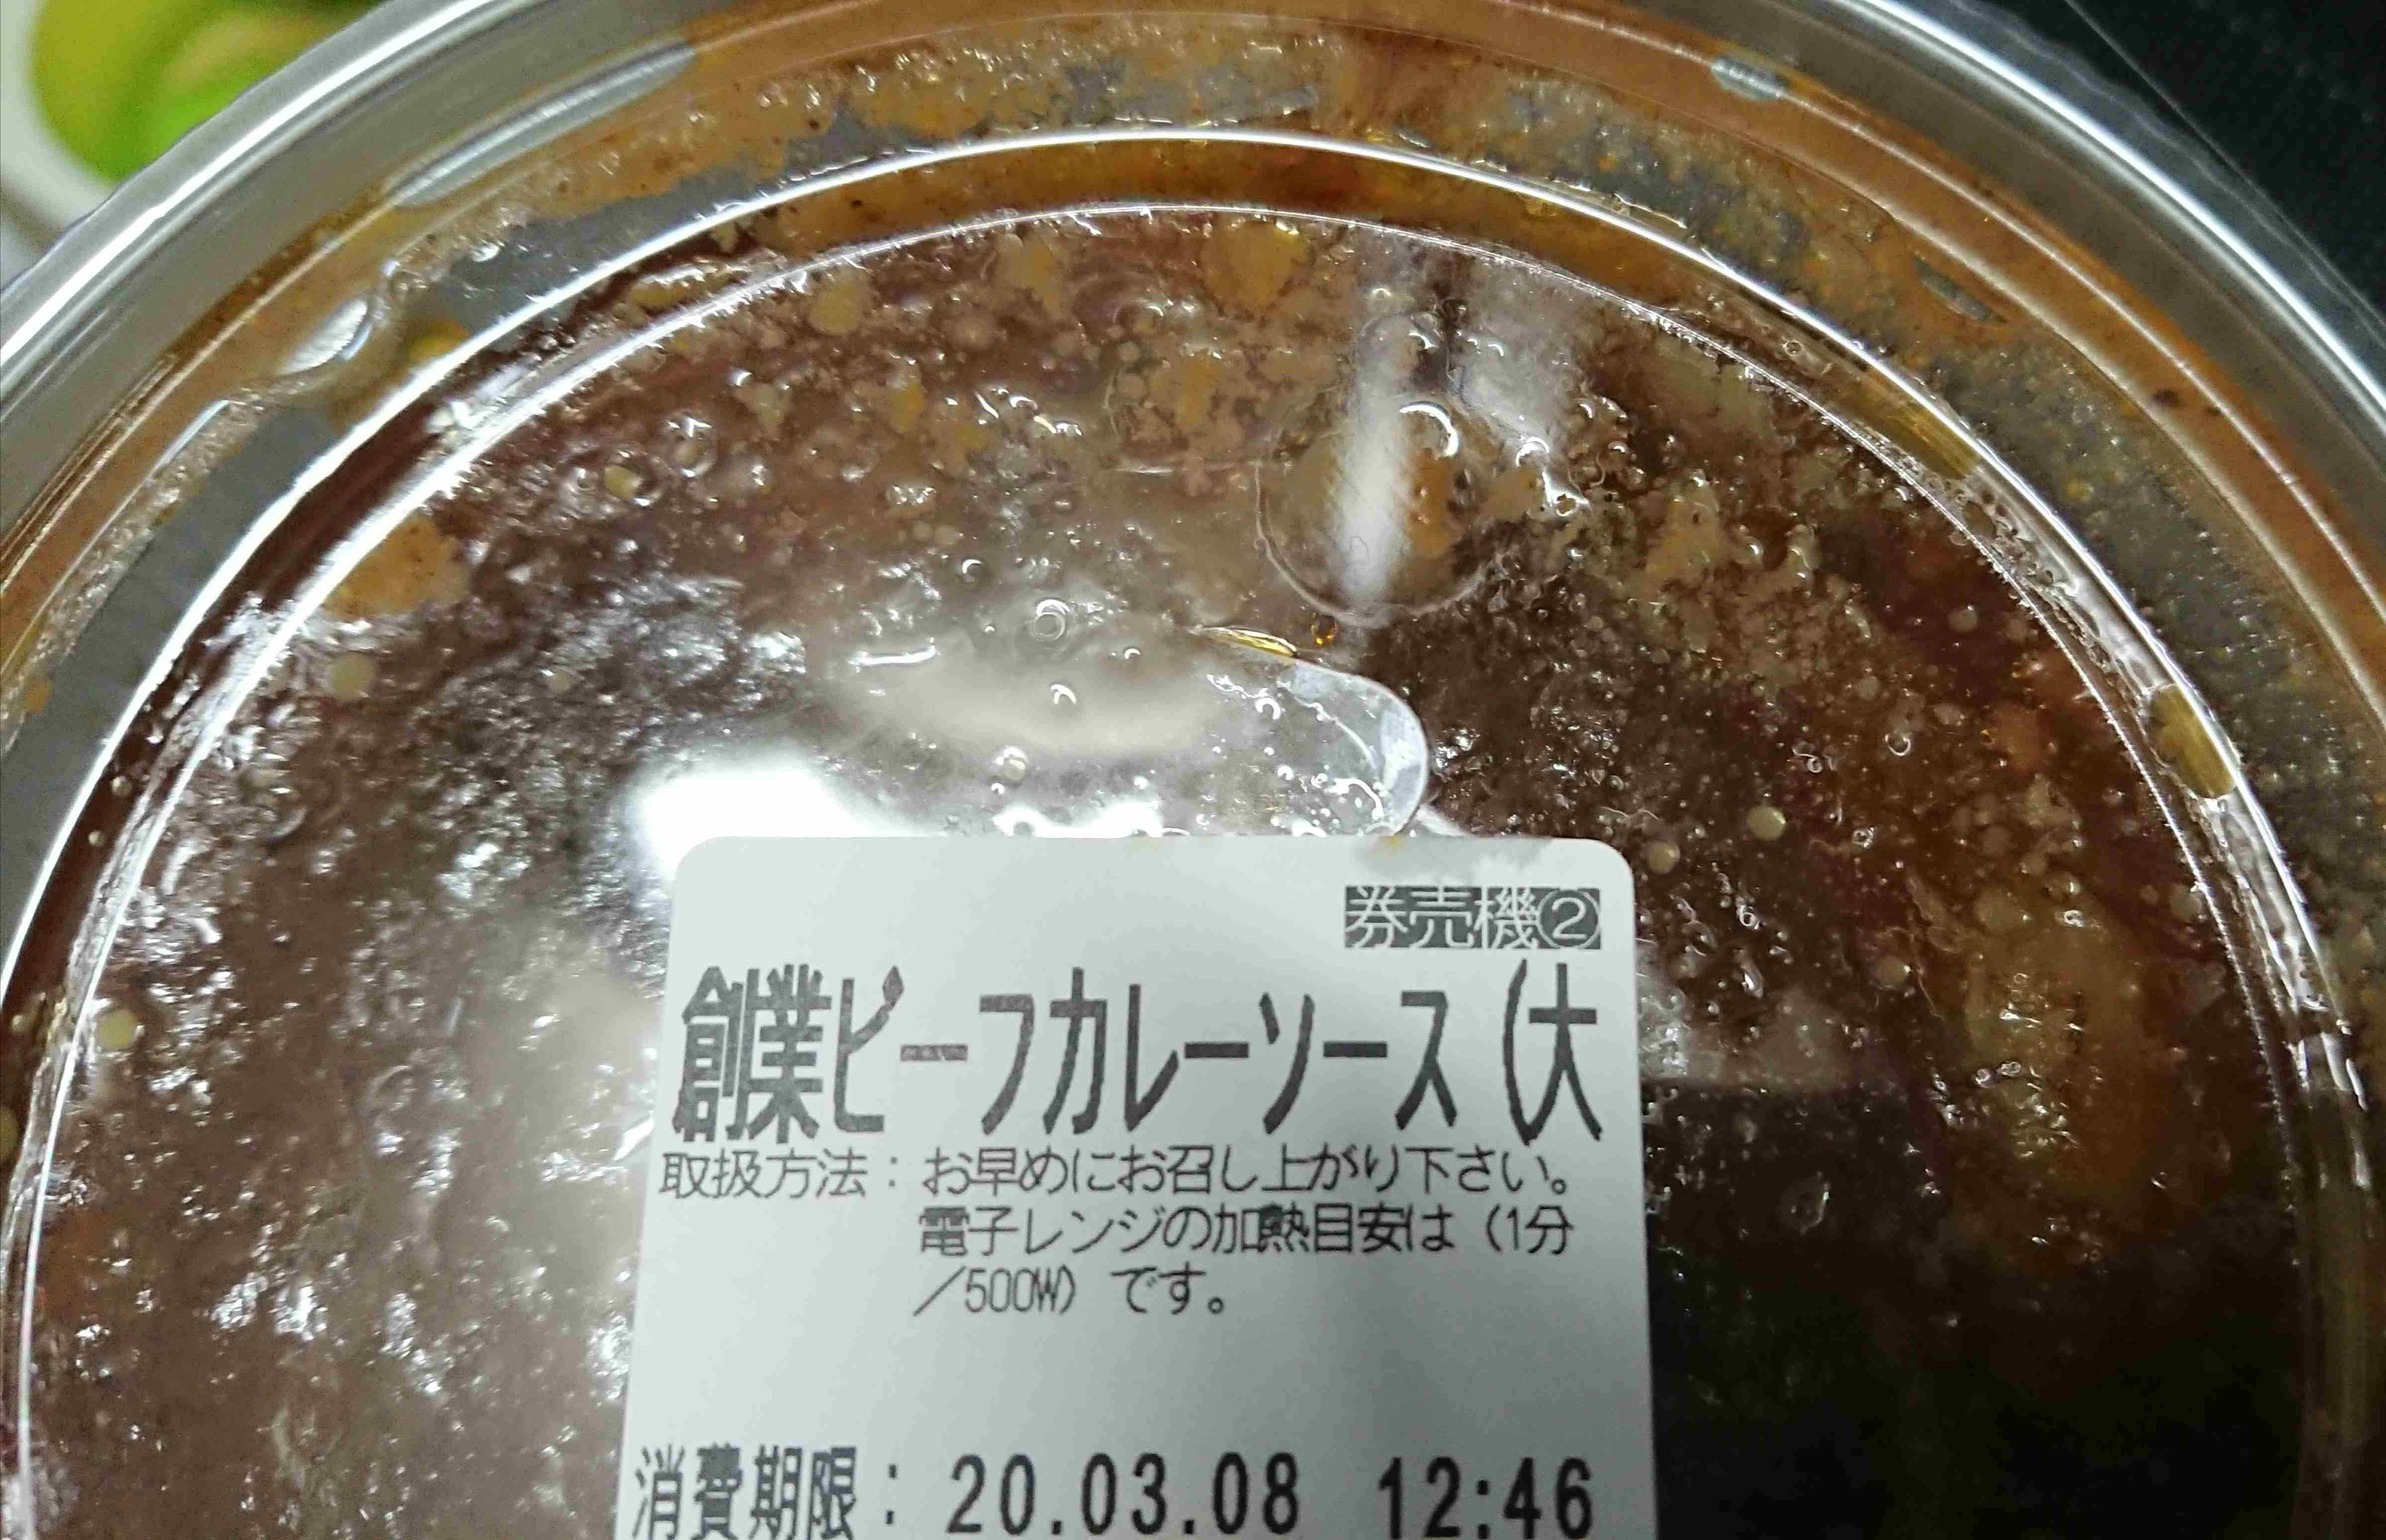 券売機②
創業ビーフカレーソース(大
取扱方法：お早めにお召し上がり下さい。
電子レンジの加熱目安は(1分
/500W)です。
消費期限：20.03.08 12:46